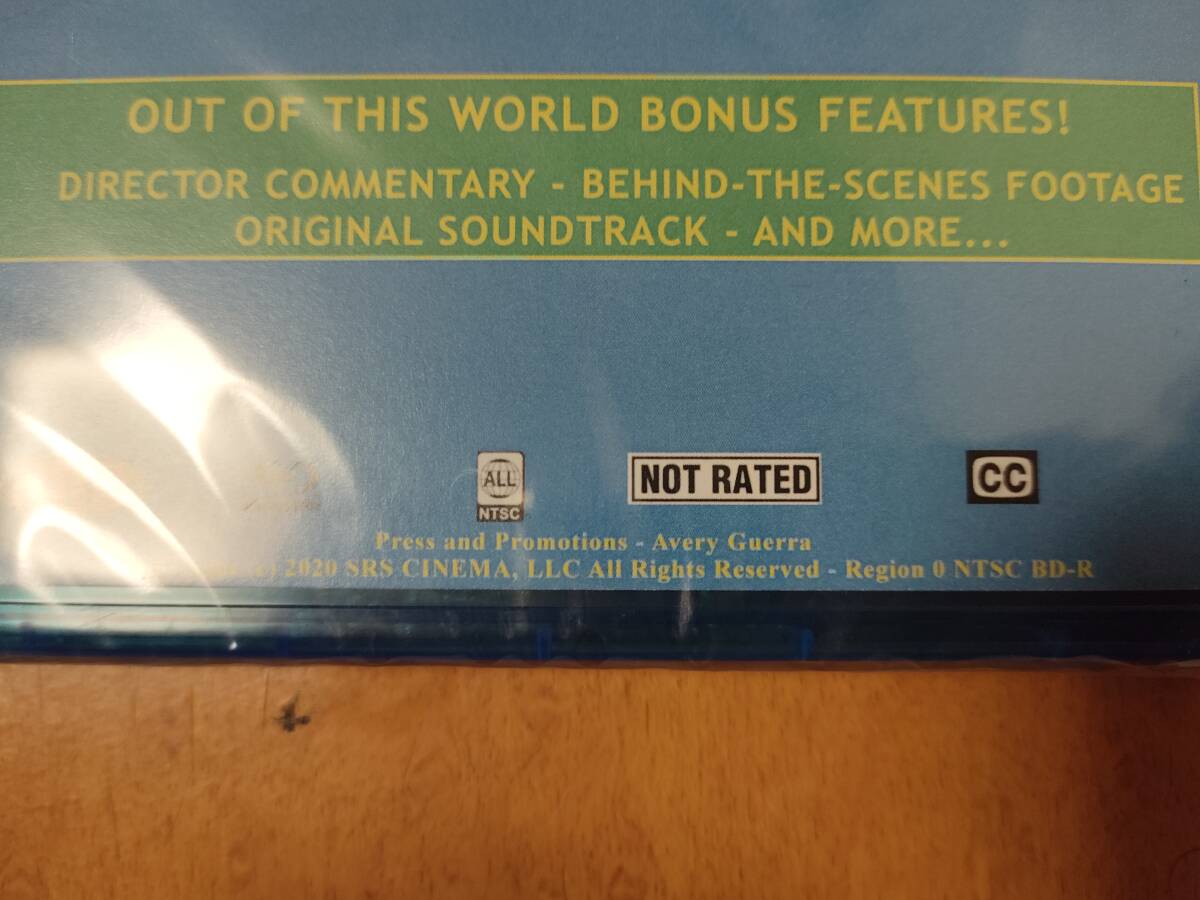 OUT OF THIS WORLD BONUS FEATURES!
DIRECTOR COMMENTARY - BEHIND-THE-SCENES FOOTAGE
ORIGINAL SOUNDTRACK - AND MORE...
ALL
NTSC
NOT RATED
CC
Press and Promotions - Avery Guerra
(c) 2020 SRS CINEMA, LLC All Rights Reserved - Region 0 NTSC BD-R